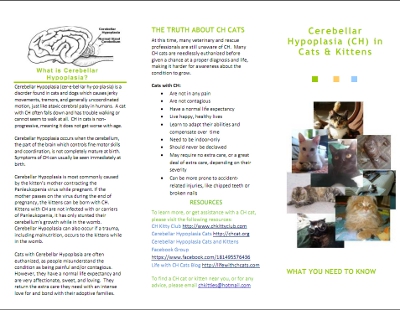 Cerebellar
Hypoplasia
Normal Sized
Cerebellum
What is Cerebellar
Hypoplasia?
Cerebellar Hypoplasia (cerebellar hypoplasia) is a
disorder found in cats and dogs which causes jerky
movements, tremors, and generally uncoordinated
motion, just like ataxic cerebral palsy in humans. A cat
with CH often falls down and has trouble walking or
cannot seem to walk at all. CH in cats is non-
progressive, meaning it does not get worse with age.
Cerebellar Hypoplasia occurs when the cerebellum,
the part of the brain which controls fine motor skills
and coordination, is not completely mature at birth.
Symptoms of CH can usually be seen immediately at
birth.
Cerebellar Hypoplasia is most commonly caused
by the kitten's mother contracting the
Panleukopenia virus while pregnant. If the
mother passes on the virus during the end of
pregnancy, the kittens can be born with CH.
Kittens with CH are not infected with or carriers
of Panleukopenia, it has only stunted their
cerebellum's growth while in the womb.
Cerebellar Hypoplasia can also occur if a trauma,
including malnutrition, occurs to the kittens while
in the womb.
Cats with Cerebellar Hypoplasia are often
euthanized, as people misunderstand the
condition as being painful and/or contagious.
However, they have a normal life expectancy and
are very affectionate, sweet, and loving. They
return the extra care they need with an intense
love for and bond with their adoptive families.
THE TRUTH ABOUT CH CATS
At this time, many veterinary and rescue
professionals are still unaware of CH. Many
CH cats are needlessly euthanized before
given a chance at a proper diagnosis and life,
making it harder for awareness about the
condition to grow.
Cats with CH:
• Are not in any pain
• Are not contagious
• Have a normal life expectancy
• Live happy, healthy lives
• Learn to adapt their abilities and
compensate over time
• Need to be indoor-only
• Should never be declawed
• May require no extra care, or a great
deal of extra care, depending on their
severity
• Can be more prone to accident-
related injuries, like chipped teeth or
broken nails
RESOURCES
To learn more, or get assistance with a CH cat,
please visit the following resources:
CH Kitty Club http://www.chkittyclub.com
Cerebellar Hypoplasia Cats http://chcat.org
Cerebellar Hypoplasia Cats and Kittens
Facebook Group
https://www.facebook.com/181495576436
Life with CH Cats Blog http://lifewithchcats.com
To find a CH cat or kitten near you, or for any
advice, please email chkitties@hotmail.com
Cerebellar
Hypoplasia (CH) in
Cats & Kittens
WHAT YOU NEED TO KNOW